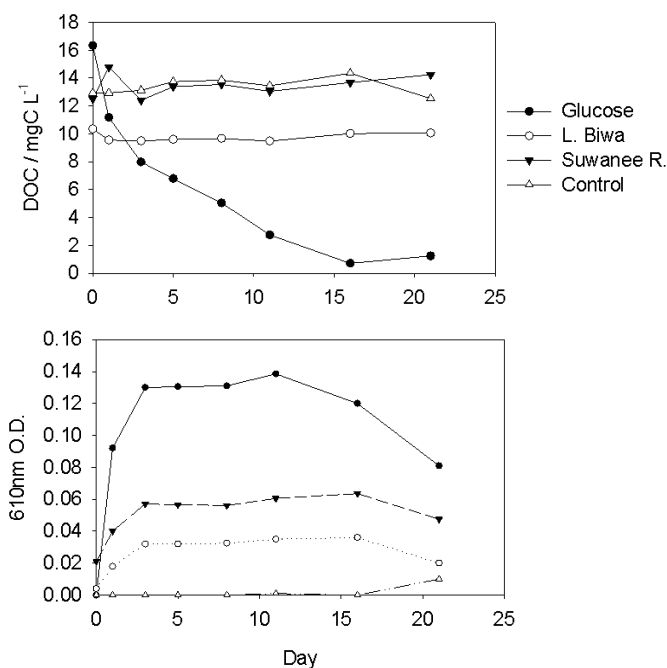 18
16
14
12
10
8
6
4
2
0
DOC / mgC L-1
0 5 10 15 20 25
Glucose
L. Biwa
Suwanee R.
Control
0.16
0.14
0.12
0.10
0.08
0.06
0.04
0.02
0.00
610nm O.D.
0 5 10 15 20 25
Day